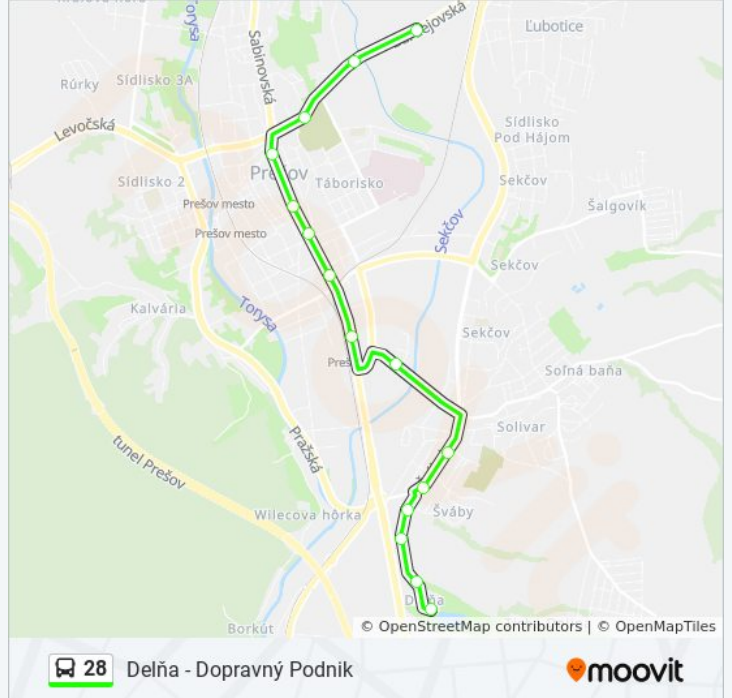 Torysa
Sabinovská
Ľubotice
Rúrky
Sídlisko 3A
Levočská
Sídlisko
Pod Hájom
Sídlisko 2
Táborisko
Sekčov
Prešov mesto
Šalgovík
Prešov mesto
Sekčov
Sekčov
Kalvária
Torysa
Sekčov
Soľná baňa
Solivar
Pražská
tunel Prešov
Wilecova hôrka
Šváby
Borkút
© OpenStreetMap contributors | © OpenMapTiles
28
Delňa - Dopravný Podnik
moovit